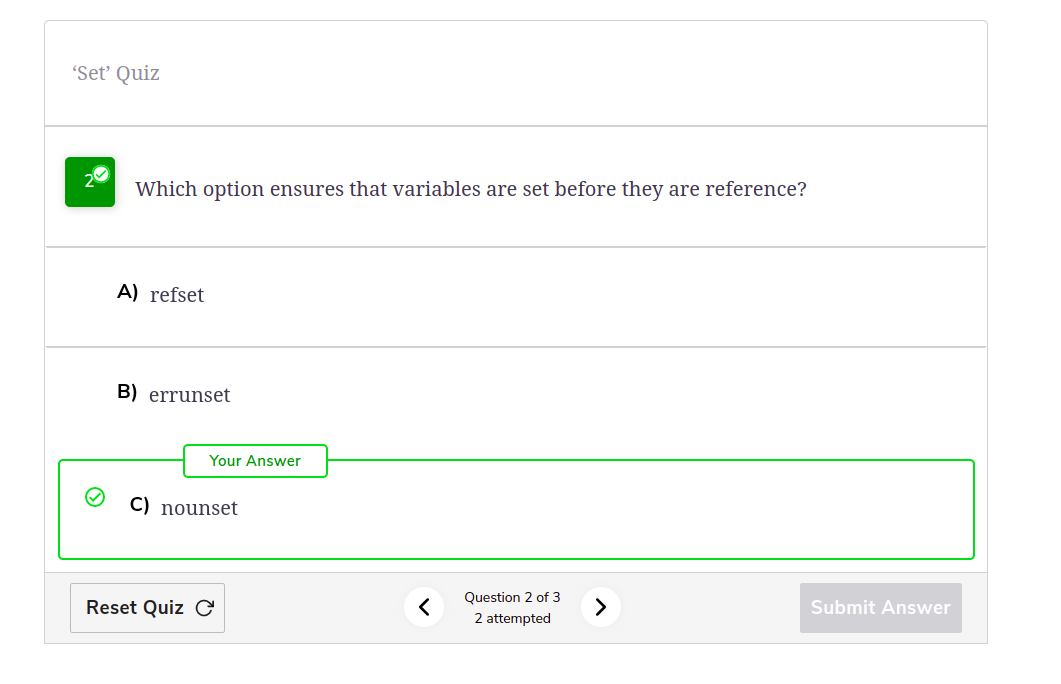 ‘Set’ Quiz
2
Which option ensures that variables are set before they are reference?
A) refset
B) errunset
Your Answer
C) nounset
Reset Quiz
Question 2 of 3
2 attempted
Submit Answer